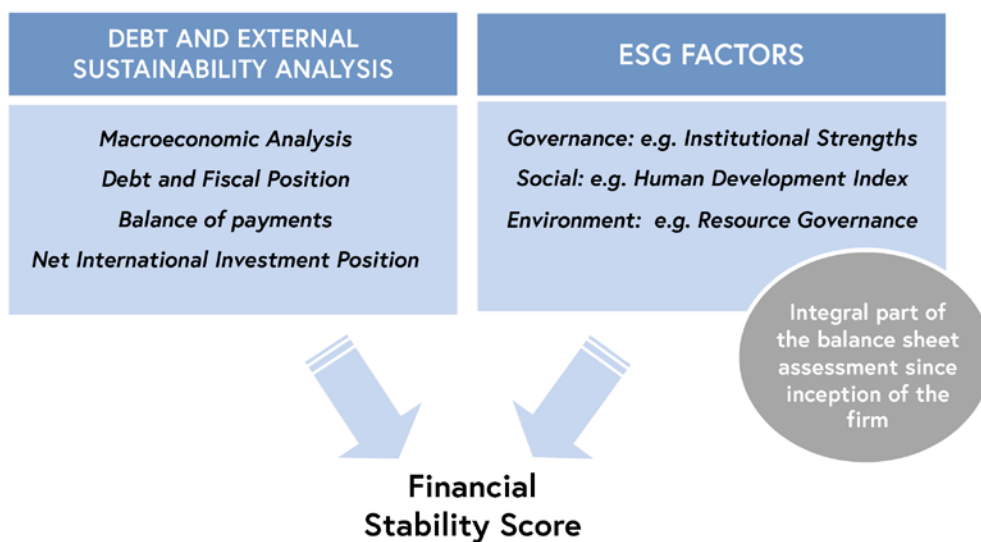 DEBT AND EXTERNAL
SUSTAINABILITY ANALYSIS
Macroeconomic Analysis
Debt and Fiscal Position
Balance of payments
Net International Investment Position
ESG FACTORS
Governance: e.g. Institutional Strengths
Social: e.g. Human Development Index
Environment: e.g. Resource Governance
Integral part of
the balance sheet
assessment since
inception of the
firm
Financial
Stability Score